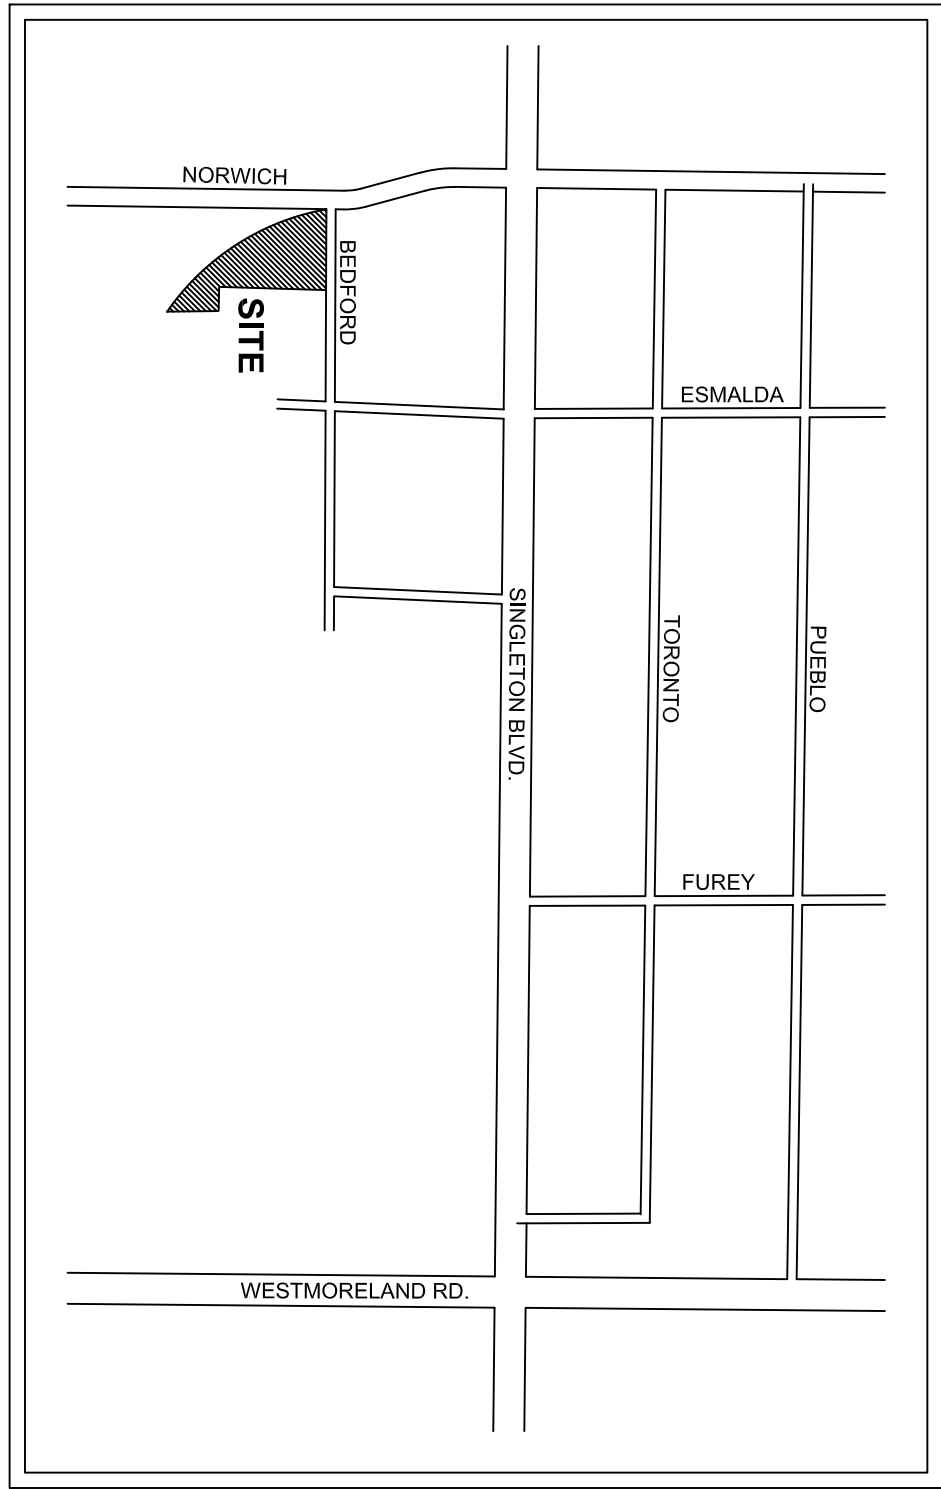 NORWICH
BEDFORD
SITE
ESMALDA
SINGLETON BLVD.
TORONTO
PUEBLO
FUREY
WESTMORELAND RD.